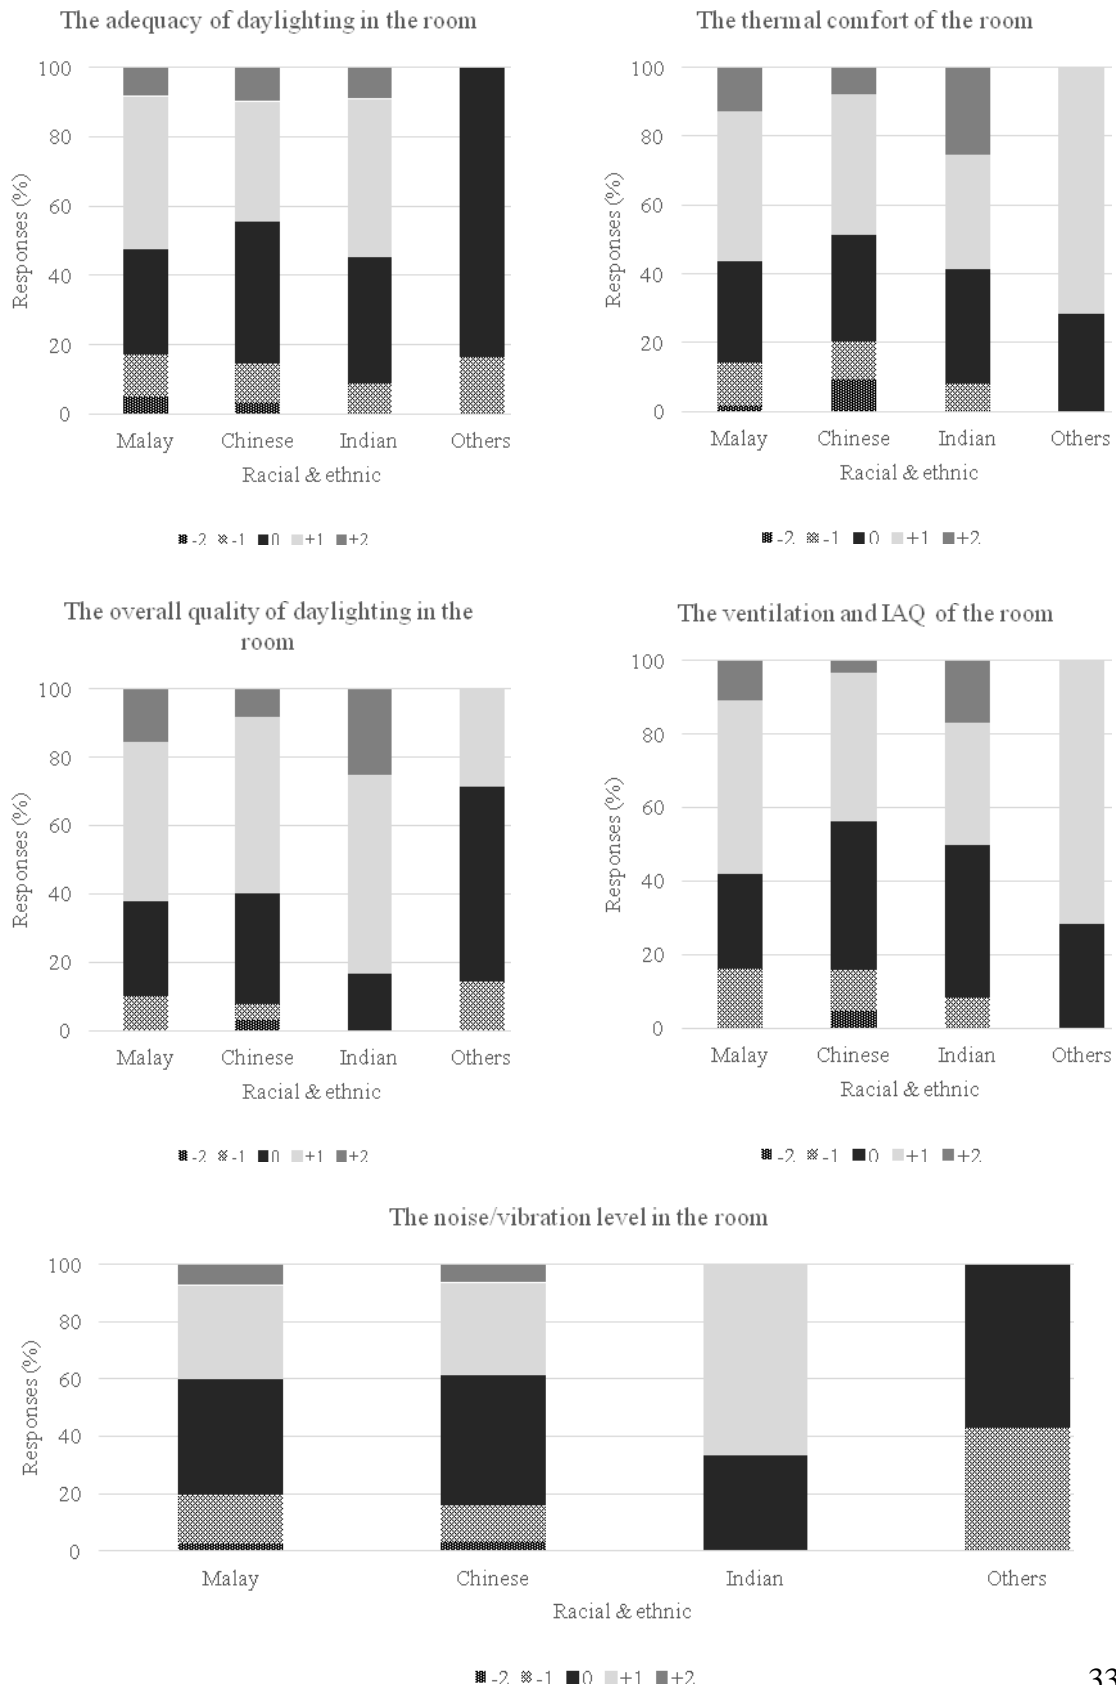 The adequacy of daylighting in the room
100
80
60
40
20
0
Responses (%)
Malay Chinese Indian Others
Racial & ethnic
-2 -1 0 +1 +2
The thermal comfort of the room
100
80
60
40
20
0
Responses (%)
Malay Chinese Indian Others
Racial & ethnic
-2 -1 0 +1 +2
The overall quality of daylighting in the
room
100
80
60
40
20
0
Responses (%)
Malay Chinese Indian Others
Racial & ethnic
-2 -1 0 +1 +2
The ventilation and IAQ of the room
100
80
60
40
20
0
Responses (%)
Malay Chinese Indian Others
Racial & ethnic
-2 -1 0 +1 +2
The noise/vibration level in the room
100
80
60
40
20
0
Responses (%)
Malay Chinese Indian Others
Racial & ethnic
-2 -1 0 +1 +2